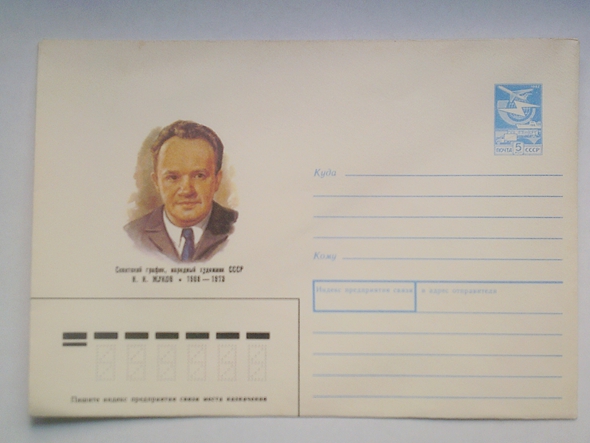 ПОЧТА 5 СССР
Куда
Советский график, народный художник СССР
Н. Н. ЖУКОВ • 1908—1973
Кому
Индекс предприятия связи и адрес отправителя
Пишите индекс предприятия связи места назначения